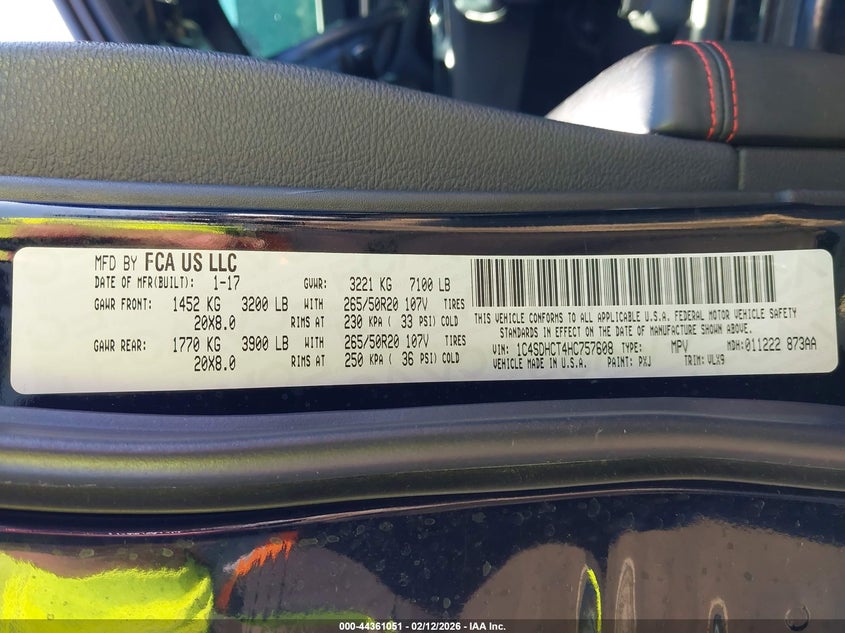 MFD BY FCA US LLC
DATE OF MFR(BUILT): 1-17 GVWR: 3221 KG 7100 LB
GAWR FRONT: 1452 KG 3200 LB WITH 265/50R20 107V TIRES
20X8.0 RIMS AT 230 KPA ( 33 PSI) COLD
GAWR REAR: 1770 KG 3900 LB WITH 265/50R20 107V TIRES
20X8.0 RIMS AT 250 KPA ( 36 PSI) COLD
THIS VEHICLE CONFORMS TO ALL APPLICABLE U.S.A. FEDERAL MOTOR VEHICLE SAFETY
STANDARDS IN EFFECT ON THE DATE OF MANUFACTURE SHOWN ABOVE.
VIN: 1C4SDHCT4HC757608 TYPE: MPV MDH: 011222 873AA
VEHICLE MADE IN U.S.A. PAINT: PXJ TRIM: VLX9
000-44361051 - 02/12/2026 - IAA Inc.